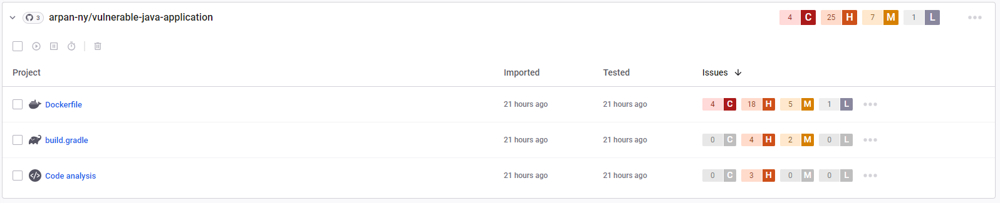 3 arpan-ny/vulnerable-java-application 4 C 25 H 7 M 1 L
Project Imported Tested Issues
Dockerfile 21 hours ago 21 hours ago 4 C 18 H 5 M 1 L
build.gradle 21 hours ago 21 hours ago 0 C 4 H 2 M 0 L
Code analysis 21 hours ago 21 hours ago 0 C 3 H 0 M 0 L